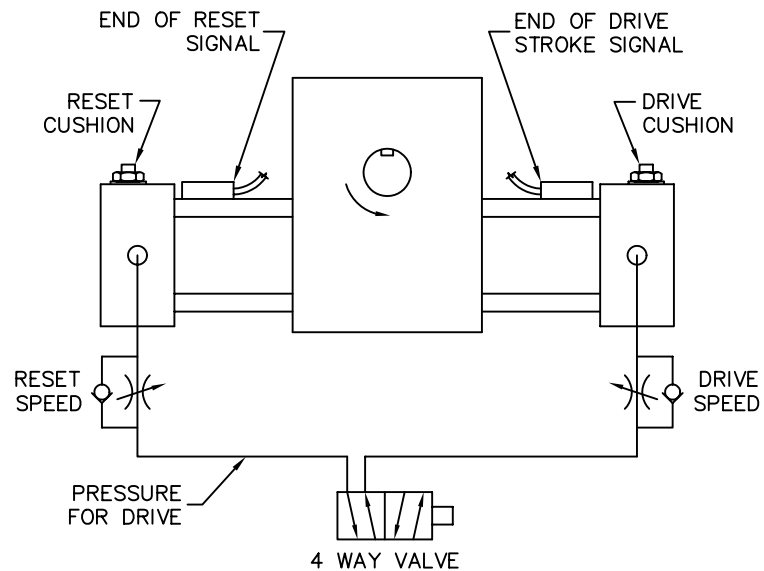 END OF RESET
SIGNAL
END OF DRIVE
STROKE SIGNAL
RESET
CUSHION
DRIVE
CUSHION
RESET
SPEED
DRIVE
SPEED
PRESSURE
FOR DRIVE
4 WAY VALVE